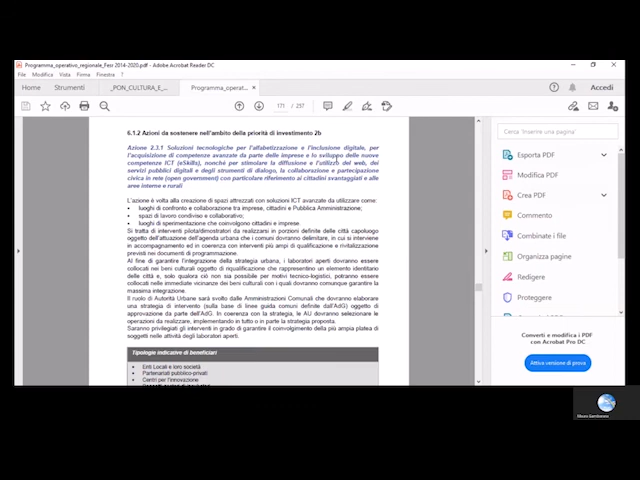 Programma_operativo_regionale_Fesr 2014-2020.pdf - Adobe Acrobat Reader DC
File Modifica Vista Firma Finestra ?
Home Strumenti _PON_CULTURA_E_... Programma_operat... × Accedi
171 / 257
6.1.2 Azioni da sostenere nell'ambito della priorità di investimento 2b
Azione 2.3.1 Soluzioni tecnologiche per l'alfabetizzazione e l'inclusione digitale, per
l'acquisizione di competenze avanzate da parte delle imprese e lo sviluppo delle nuove
competenze ICT (eSkills), nonché per stimolare la diffusione e l'utilizzo del web, dei
servizi pubblici digitali e degli strumenti di dialogo, la collaborazione e partecipazione
civica in rete (open government) con particolare riferimento ai cittadini svantaggiati e alle
aree interne e rurali
L'azione è volta alla creazione di spazi attrezzati con soluzioni ICT avanzate da utilizzare come:
• luoghi di confronto e collaborazione tra imprese, cittadini e Pubblica Amministrazione;
• spazi di lavoro condiviso e collaborativo;
• luoghi di sperimentazione che coinvolgono cittadini e imprese.
Si tratta di interventi pilota/dimostratori da realizzarsi in porzioni definite delle città capoluogo
oggetto dell'attuazione dell'agenda urbana che i comuni dovranno delimitare, in cui si interviene
in accompagnamento ed in coerenza con interventi più ampi di qualificazione e rivitalizzazione
previsti nei documenti di programmazione.
Al fine di garantire l'integrazione della strategia urbana, i laboratori aperti dovranno essere
collocati nei beni culturali oggetto di riqualificazione che rappresentino un elemento identitario
delle città e, solo qualora ciò non sia possibile per motivi tecnico-logistici, potranno essere
collocati nelle immediate vicinanze dei beni culturali con i quali dovranno comunque garantire la
massima integrazione.
Il ruolo di Autorità Urbane sarà svolto dalle Amministrazioni Comunali che dovranno elaborare
una strategia di intervento (sulla base di linee guida comuni definite dall'AdG) oggetto di
approvazione da parte dell'AdG. In coerenza con la strategia, le AU dovranno selezionare le
operazioni da realizzare, implementando in tutto o in parte la strategia proposta.
Saranno privilegiati gli interventi in grado di garantire il coinvolgimento della più ampia platea di
soggetti nelle attività degli laboratori aperti.
Tipologie indicative di beneficiari
• Enti Locali e loro società
• Partenariati pubblico-privati
• Centri per l'innovazione
Cerca 'Inserire una pagina'
Esporta PDF
Modifica PDF
Crea PDF
Commento
Combinate i file
Organizza pagine
Redigere
Proteggere
Converti e modifica i PDF
con Acrobat Pro DC
Attiva versione di prova